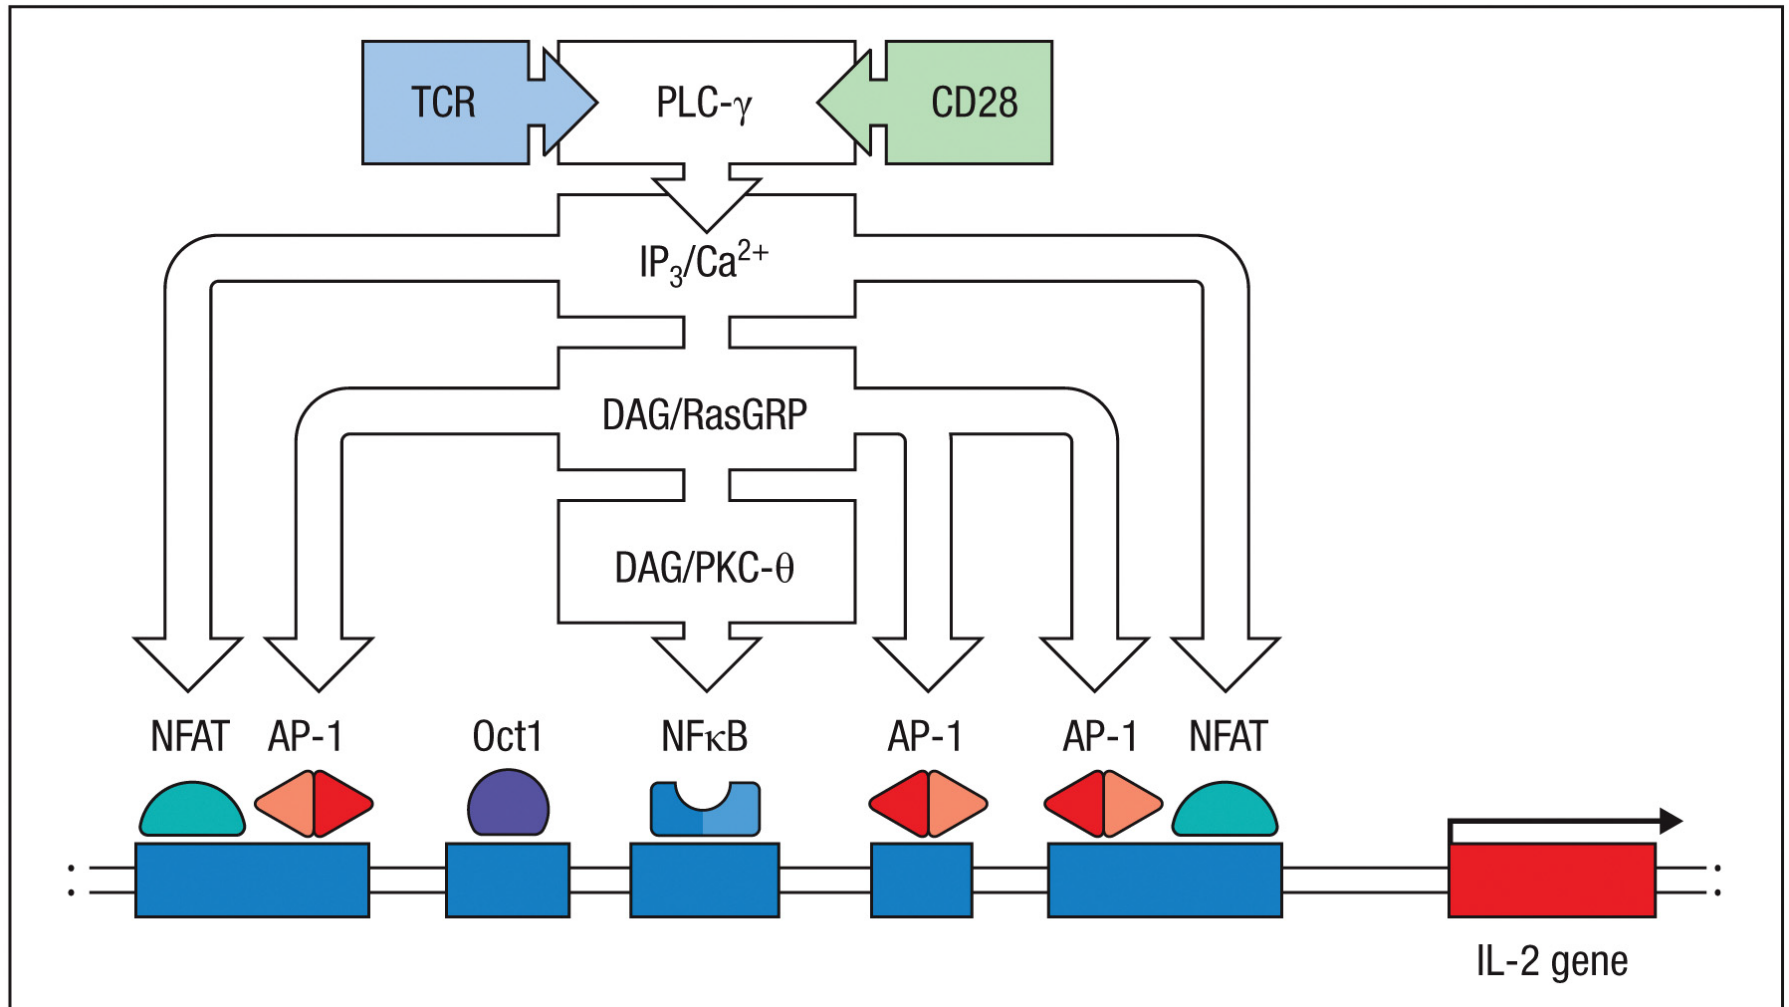 TCR
PLC-γ
CD28
IP₃/Ca²⁺
DAG/RasGRP
DAG/PKC-θ
NFAT
AP-1
Oct1
NFκB
AP-1
AP-1
NFAT
IL-2 gene